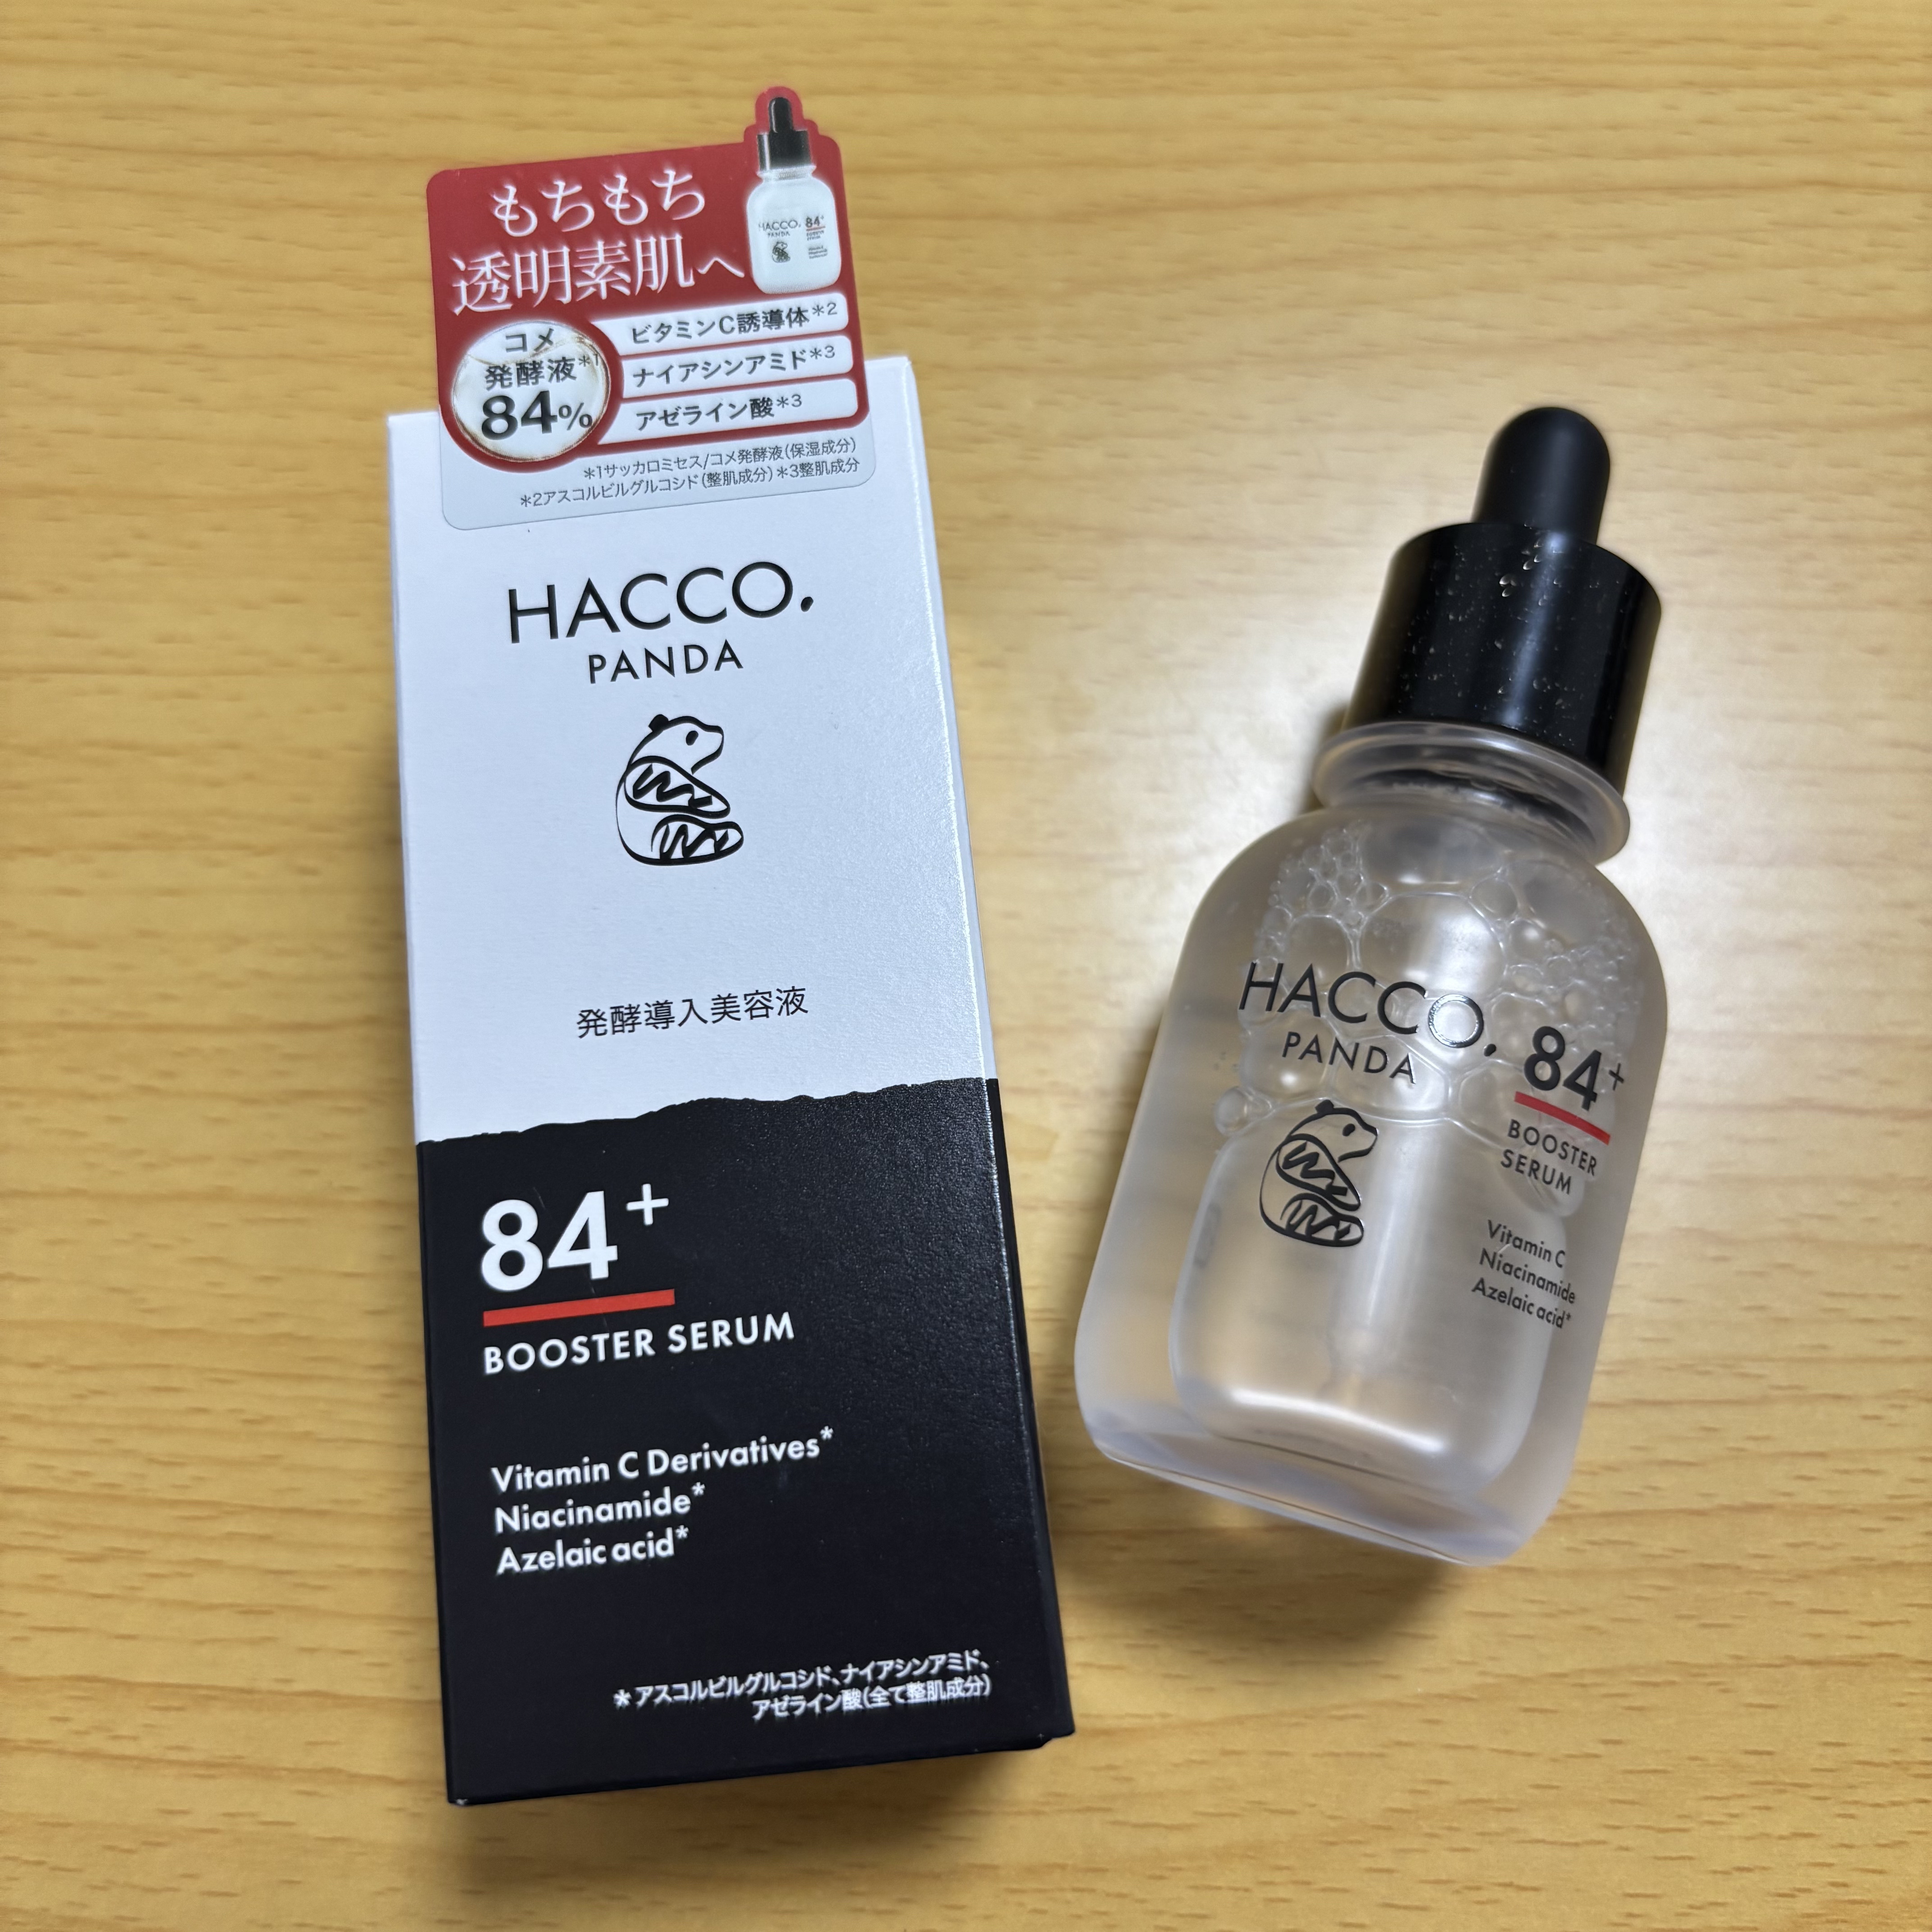 もちもち
透明素肌へ
HACCO. 84+
PANDA
コメ
発酵液*1
84%
ビタミンC誘導体*2
ナイアシンアミド*3
アゼライン酸*3
*1サッカロミセス/コメ発酵液(保湿成分)
*2アスコルビルグルコシド(整肌成分)*3整肌成分
HACCO.
PANDA
発酵導入美容液
84+
BOOSTER SERUM
Vitamin C Derivatives*
Niacinamide*
Azelaic acid*
*アスコルビルグルコシド、ナイアシンアミド、
アゼライン酸(全て整肌成分)
HACCO.
PANDA
84+
BOOSTER
SERUM
Vitamin C
Niacinamide
Azelaic acid*